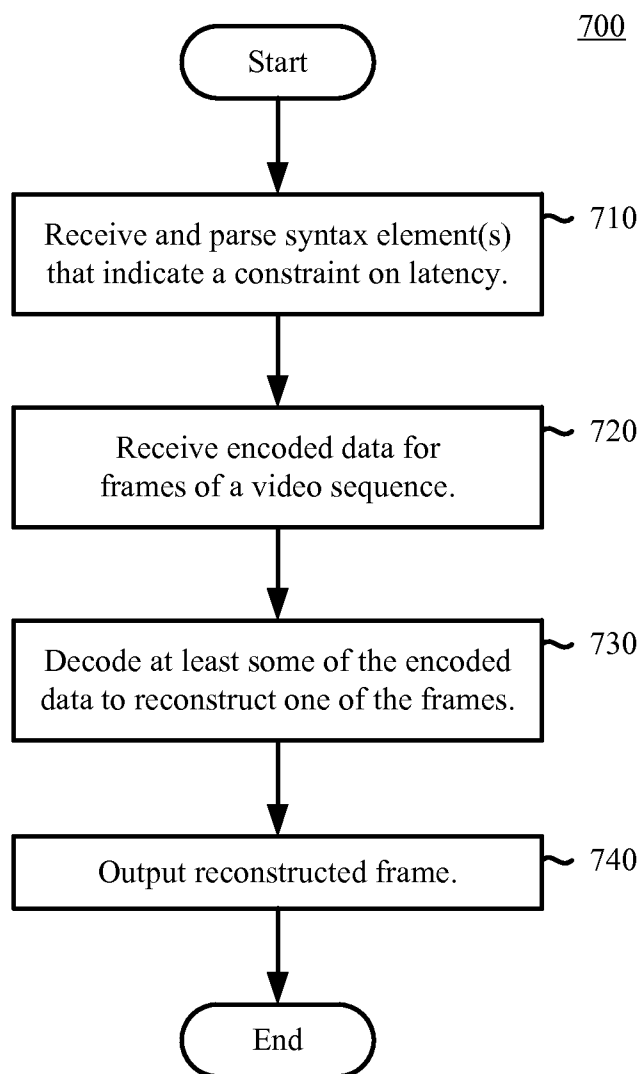 700
Start
Receive and parse syntax element(s)
that indicate a constraint on latency.
710
Receive encoded data for
frames of a video sequence.
720
Decode at least some of the encoded
data to reconstruct one of the frames.
730
Output reconstructed frame.
740
End